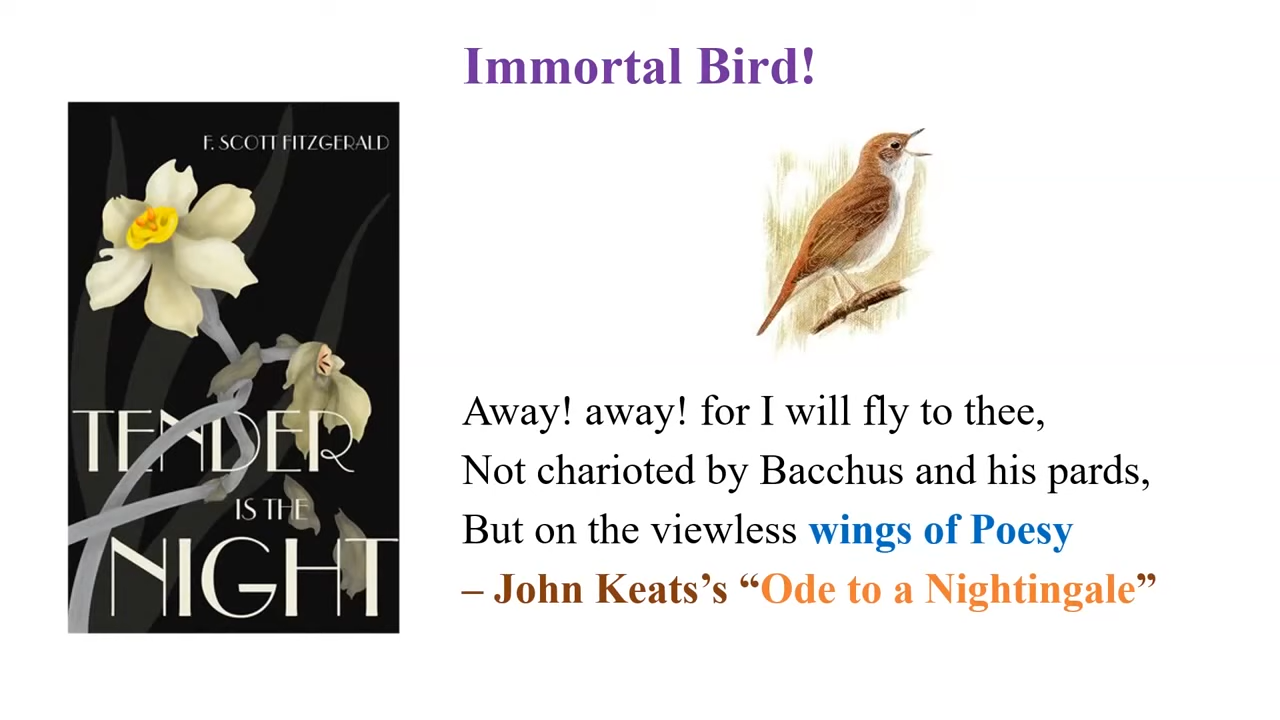 Immortal Bird!
F. SCOTT FITZGERALD
TENDER
IS THE
NIGHT
Away! away! for I will fly to thee,
Not charioted by Bacchus and his pards,
But on the viewless wings of Poesy
– John Keats’s “Ode to a Nightingale”